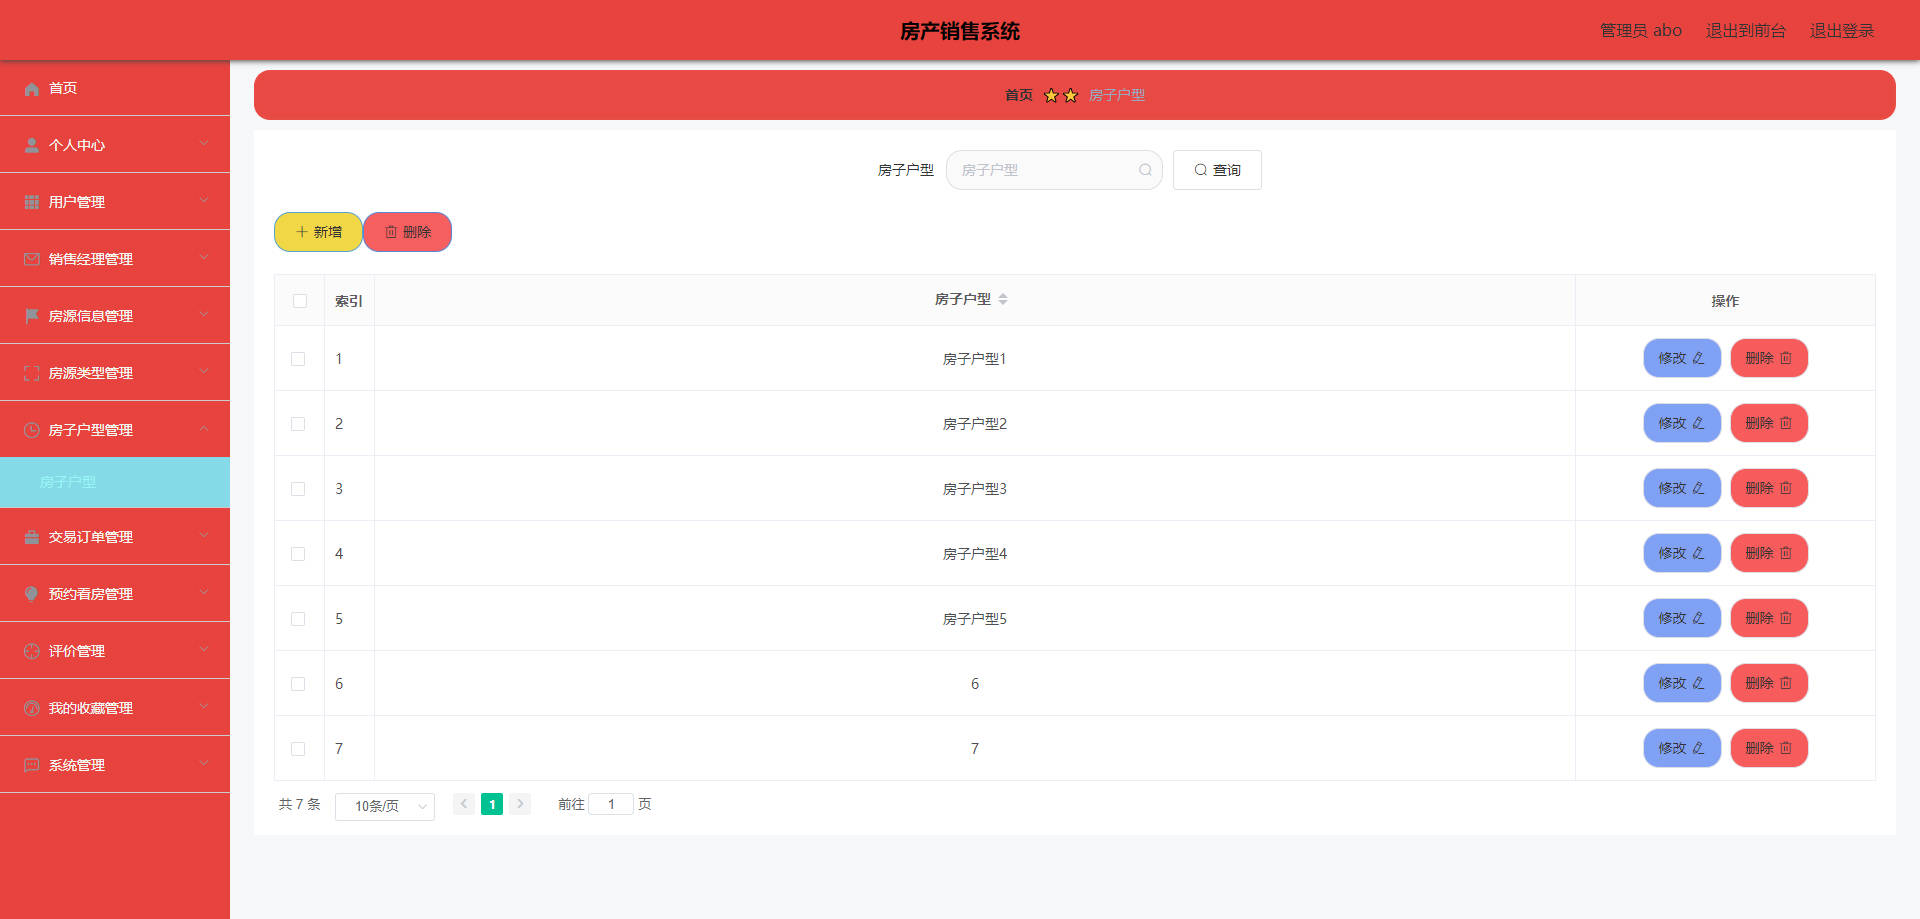 房产销售系统
管理员 abo 退出到前台 退出登录
首页
个人中心
用户管理
销售经理管理
房源信息管理
房源类型管理
房子户型管理
房子户型
交易订单管理
预约看房管理
评价管理
我的收藏管理
系统管理
首页 房子户型
房子户型 房子户型 查询
新增 删除
索引 房子户型 操作
1 房子户型1 修改 删除
2 房子户型2 修改 删除
3 房子户型3 修改 删除
4 房子户型4 修改 删除
5 房子户型5 修改 删除
6 6 修改 删除
7 7 修改 删除
共 7 条 10条/页 1 前往 1 页